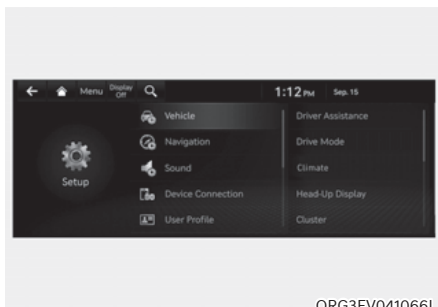 Menu Display Off 1:12 PM Sep. 15
Vehicle Driver Assistance
Navigation Drive Mode
Sound Climate
Setup
Device Connection Head-Up Display
User Profile Cluster
ORG3EV041066L